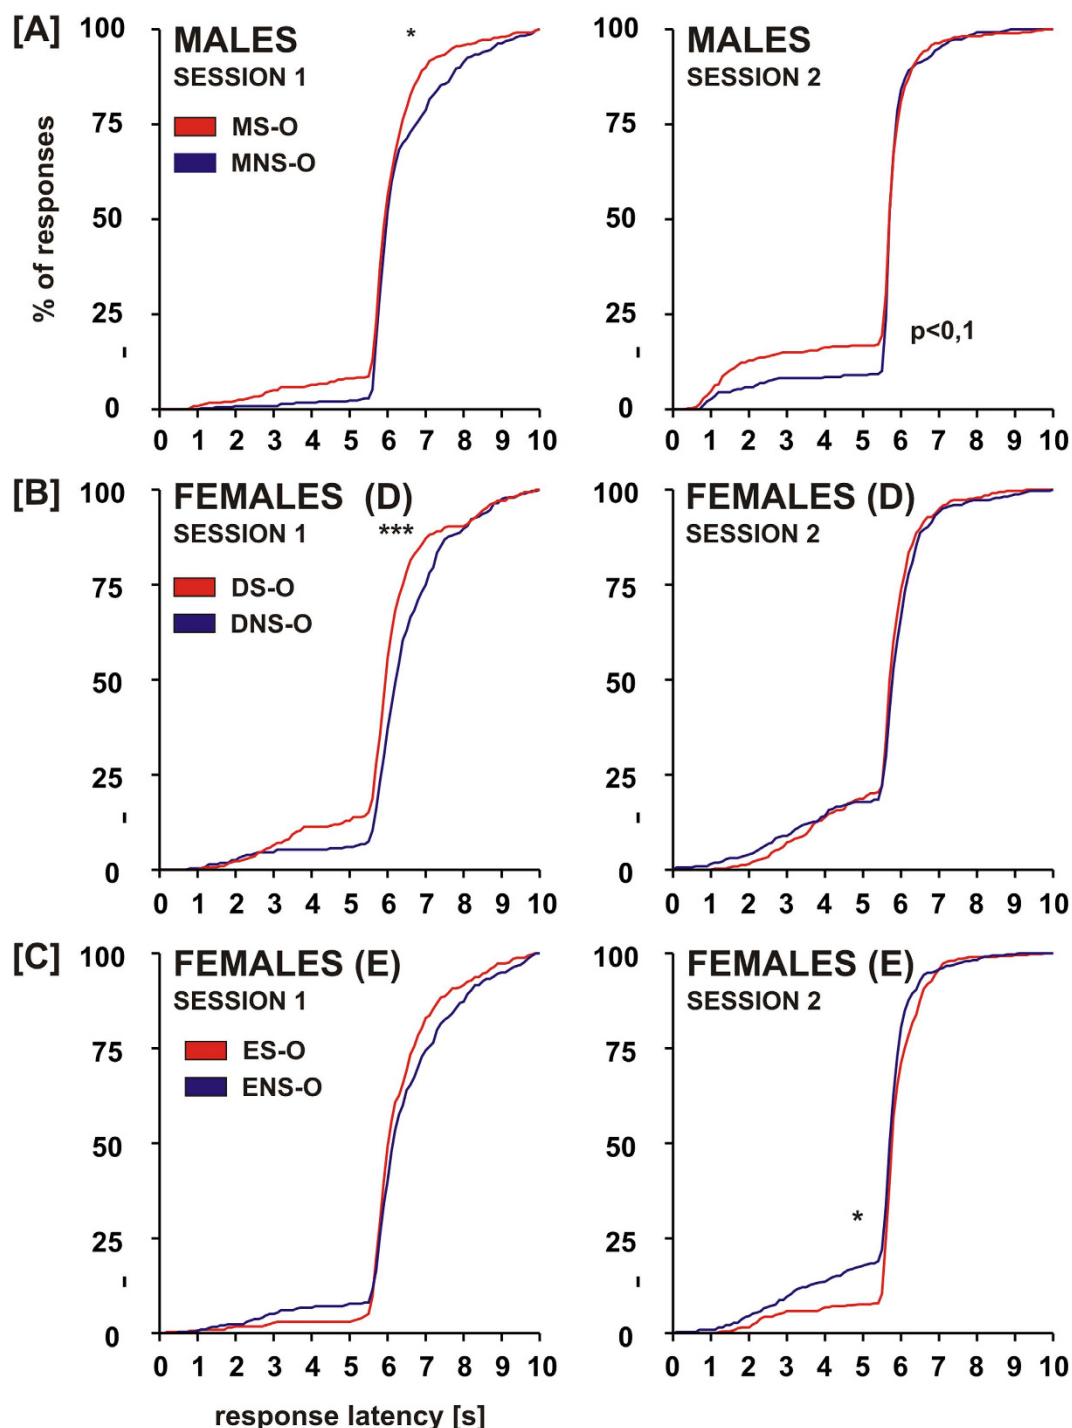 [A]
% of responses
MALES
SESSION 1
*
MS-O
MNS-O
100
75
50
25
-
0
0 1 2 3 4 5 6 7 8 9 10
MALES
SESSION 2
p<0,1
100
75
50
25
-
0
0 1 2 3 4 5 6 7 8 9 10
[B]
FEMALES (D)
SESSION 1
***
DS-O
DNS-O
100
75
50
25
-
0
0 1 2 3 4 5 6 7 8 9 10
FEMALES (D)
SESSION 2
100
75
50
25
-
0
0 1 2 3 4 5 6 7 8 9 10
[C]
FEMALES (E)
SESSION 1
ES-O
ENS-O
100
75
50
25
-
0
0 1 2 3 4 5 6 7 8 9 10
FEMALES (E)
SESSION 2
*
100
75
50
25
-
0
0 1 2 3 4 5 6 7 8 9 10
response latency [s]